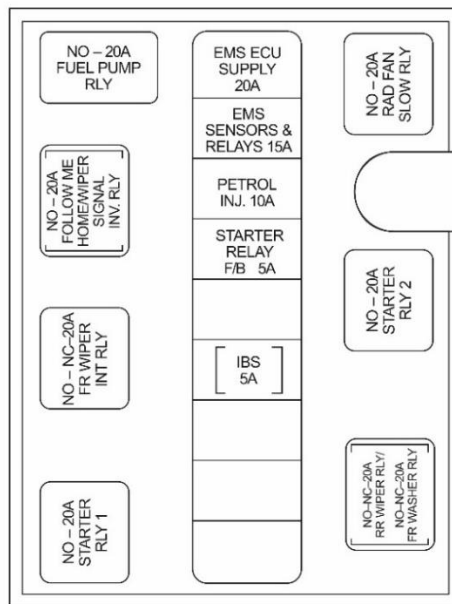 NO – 20A
FUEL PUMP
RLY
NO – 20A
FOLLOW ME
HOME/WIPER
SIGNAL
INV. RLY
NO – NC–20A
FR WIPER
INT RLY
NO – 20A
STARTER
RLY 1
EMS ECU
SUPPLY
20A
EMS
SENSORS &
RELAYS 15A
PETROL
INJ. 10A
STARTER
RELAY
F/B 5A
IBS
5A
NO – 20A
RAD FAN
SLOW RLY
NO – 20A
STARTER
RLY 2
NO–NC–20A
RR WIPER RLY/
NO–NC–20A
FR WASHER RLY